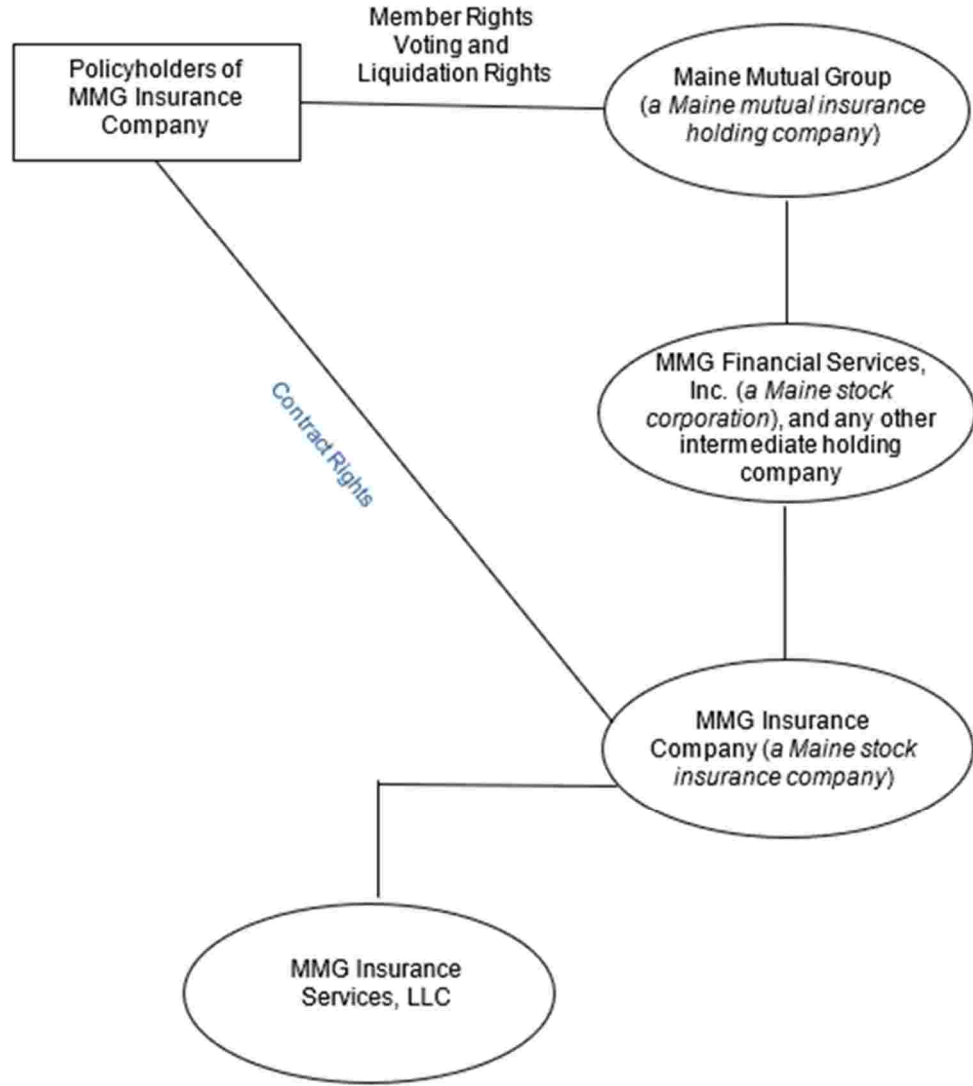 Member Rights
Voting and
Liquidation Rights
Policyholders of
MMG Insurance
Company
Maine Mutual Group
(a Maine mutual insurance
holding company)
MMG Financial Services,
Inc. (a Maine stock
corporation), and any other
intermediate holding
company
Contract Rights
MMG Insurance
Company (a Maine stock
insurance company)
MMG Insurance
Services, LLC